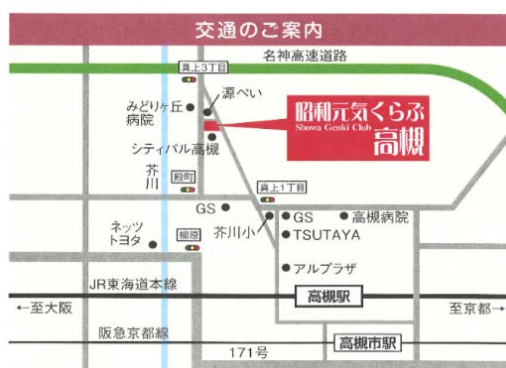 交通のご案内
名神高速道路
真上3丁目
源べい
みどりヶ丘
病院
昭和元気くらぶ
Showa Genki Club
高槻
シティパル高槻
芥川
殿町
真上1丁目
GS
芥川小
GS
高槻病院
TSUTAYA
ネッツ
トヨタ
柳原
アルプラザ
JR東海道本線
高槻駅
←至大阪
至京都→
阪急京都線
高槻市駅
171号